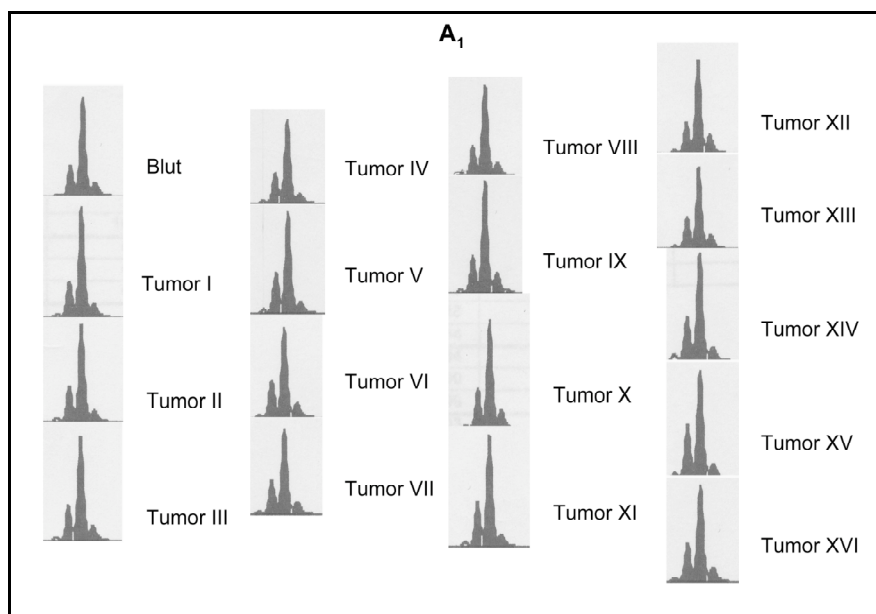 A1
Blut
Tumor I
Tumor II
Tumor III
Tumor IV
Tumor V
Tumor VI
Tumor VII
Tumor VIII
Tumor IX
Tumor X
Tumor XI
Tumor XII
Tumor XIII
Tumor XIV
Tumor XV
Tumor XVI